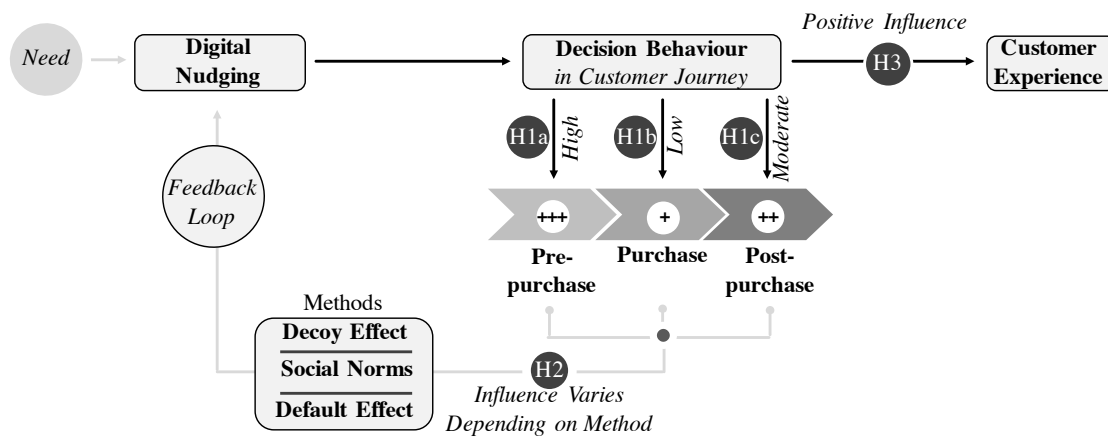 Positive Influence
Need
Digital
Nudging
Decision Behaviour
in Customer Journey
H3
Customer
Experience
H1a
High
H1b
Low
H1c
Moderate
Feedback
Loop
+++
+
++
Pre-
purchase
Purchase
Post-
purchase
Methods
Decoy Effect
Social Norms
Default Effect
H2
Influence Varies
Depending on Method